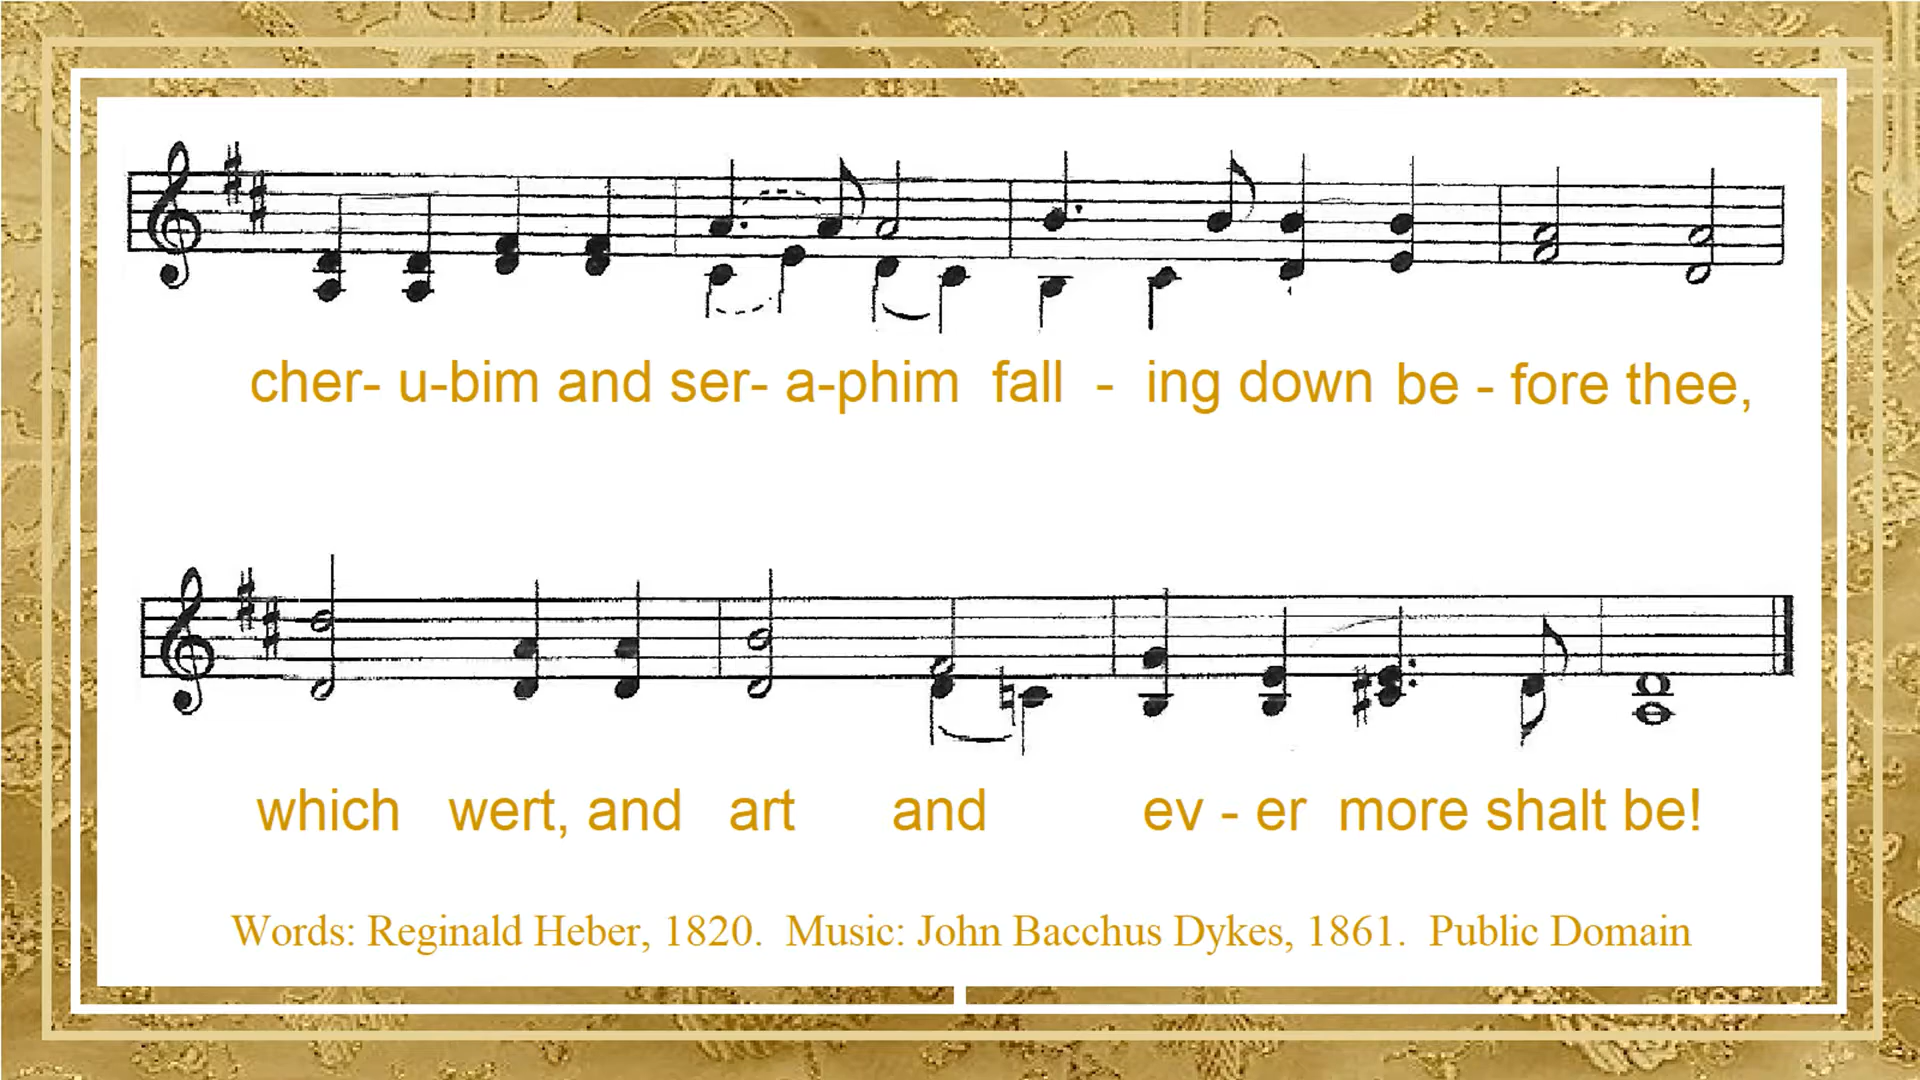 cher- u-bim and ser- a-phim fall - ing down be - fore thee,
which wert, and art and ev - er more shalt be!
Words: Reginald Heber, 1820. Music: John Bacchus Dykes, 1861. Public Domain